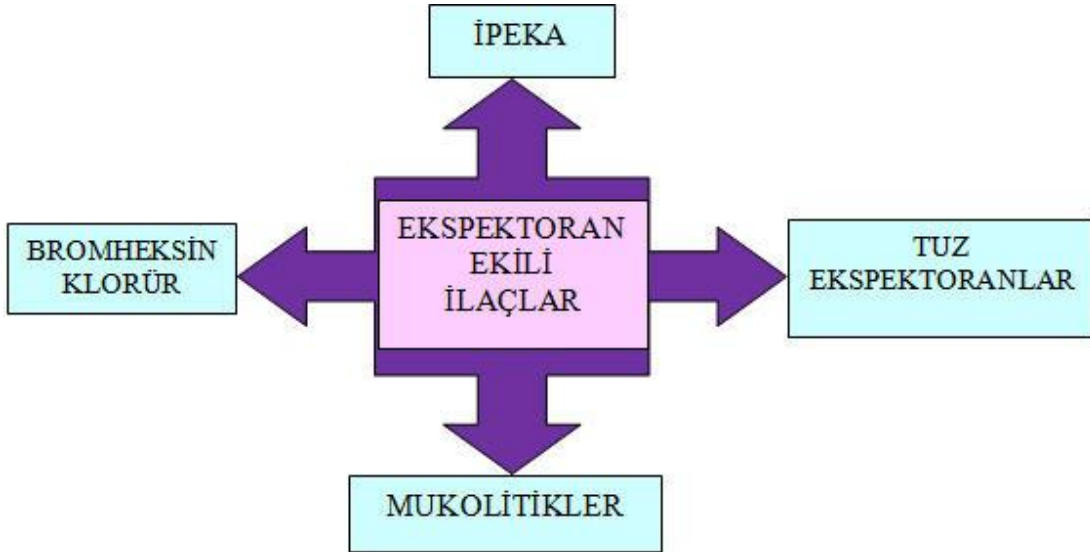 İPEKA
BROMHEKSİN
KLORÜR
EKSPEKTORAN
EKİLİ
İLAÇLAR
TUZ
EKSPEKTORANLAR
MUKOLİTİKLER